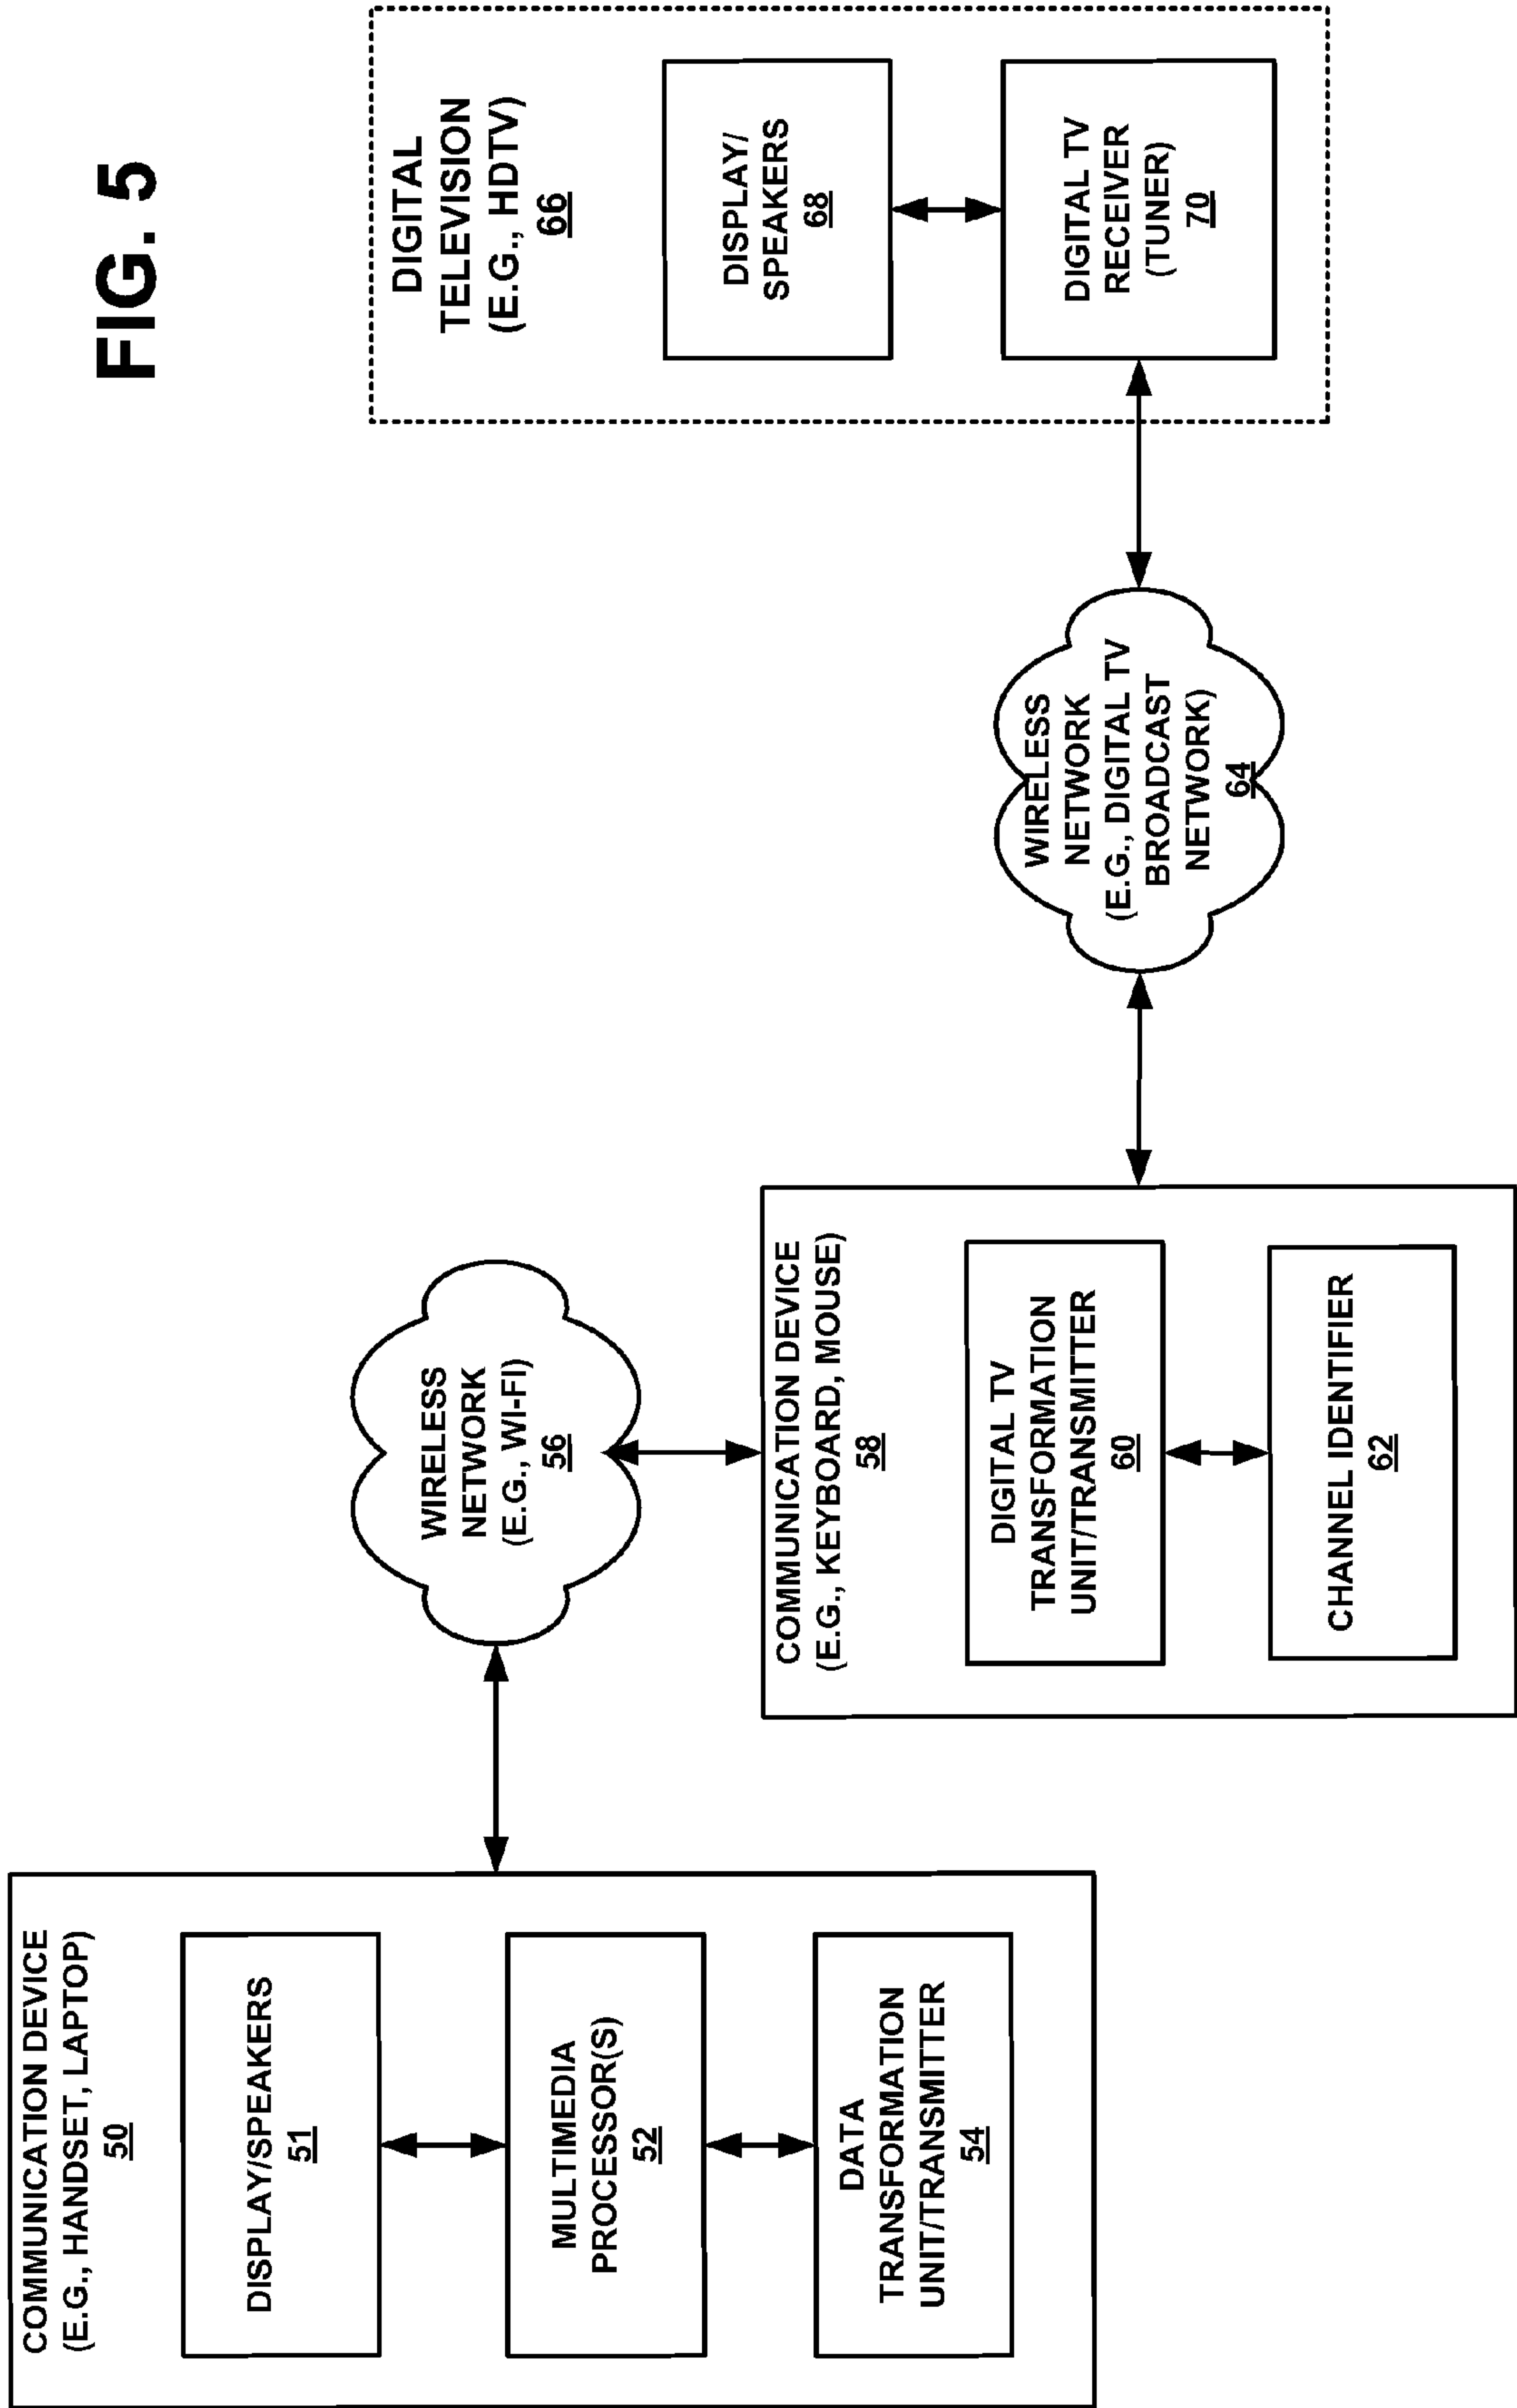 FIG. 5
COMMUNICATION DEVICE
(E.G., HANDSET, LAPTOP)
50
DISPLAY/SPEAKERS
51
MULTIMEDIA
PROCESSOR(S)
52
DATA
TRANSFORMATION
UNIT/TRANSMITTER
54
WIRELESS
NETWORK
(E.G., WI-FI)
56
COMMUNICATION DEVICE
(E.G., KEYBOARD, MOUSE)
58
DIGITAL TV
TRANSFORMATION
UNIT/TRANSMITTER
60
CHANNEL IDENTIFIER
62
WIRELESS
NETWORK
(E.G., DIGITAL TV
BROADCAST
NETWORK)
64
DIGITAL
TELEVISION
(E.G., HDTV)
66
DISPLAY/
SPEAKERS
68
DIGITAL TV
RECEIVER
(TUNER)
70